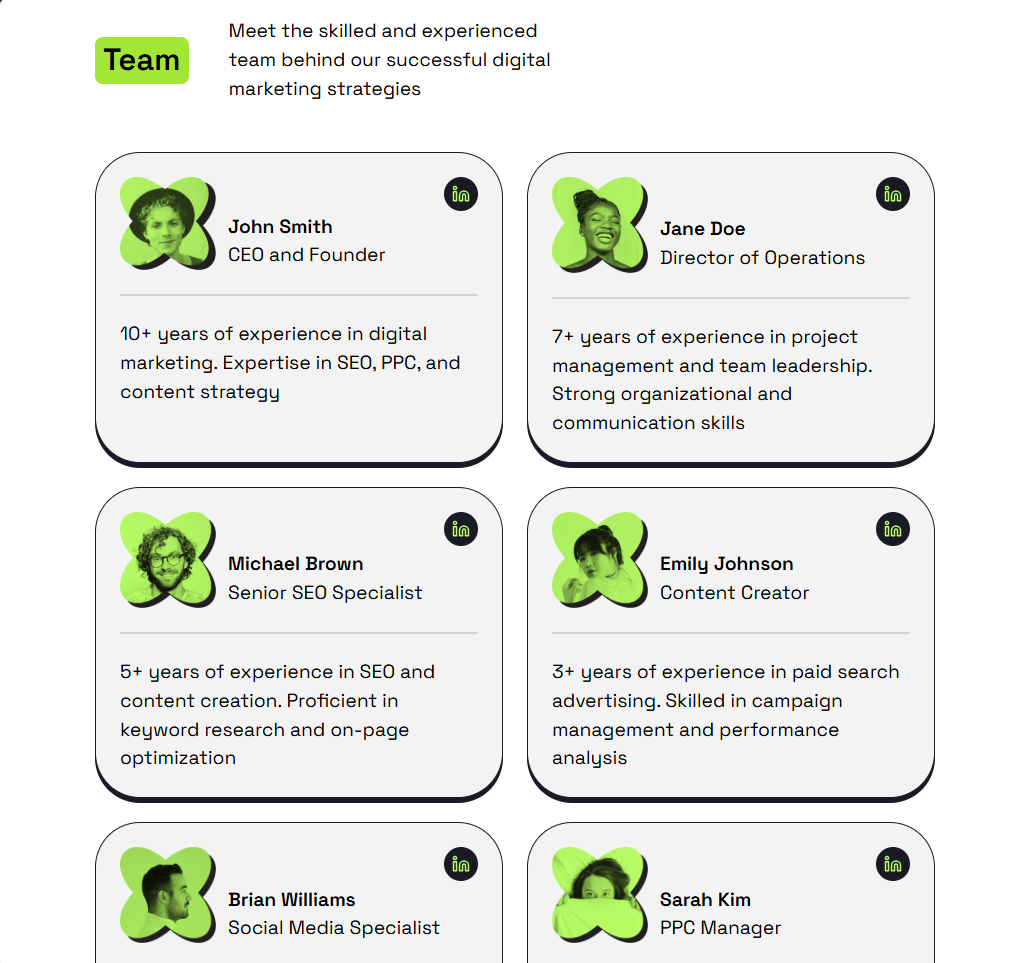 Team
Meet the skilled and experienced
team behind our successful digital
marketing strategies
in
John Smith
CEO and Founder
10+ years of experience in digital
marketing. Expertise in SEO, PPC, and
content strategy
in
Jane Doe
Director of Operations
7+ years of experience in project
management and team leadership.
Strong organizational and
communication skills
in
Michael Brown
Senior SEO Specialist
5+ years of experience in SEO and
content creation. Proficient in
keyword research and on-page
optimization
in
Emily Johnson
Content Creator
3+ years of experience in paid search
advertising. Skilled in campaign
management and performance
analysis
in
Brian Williams
Social Media Specialist
in
Sarah Kim
PPC Manager